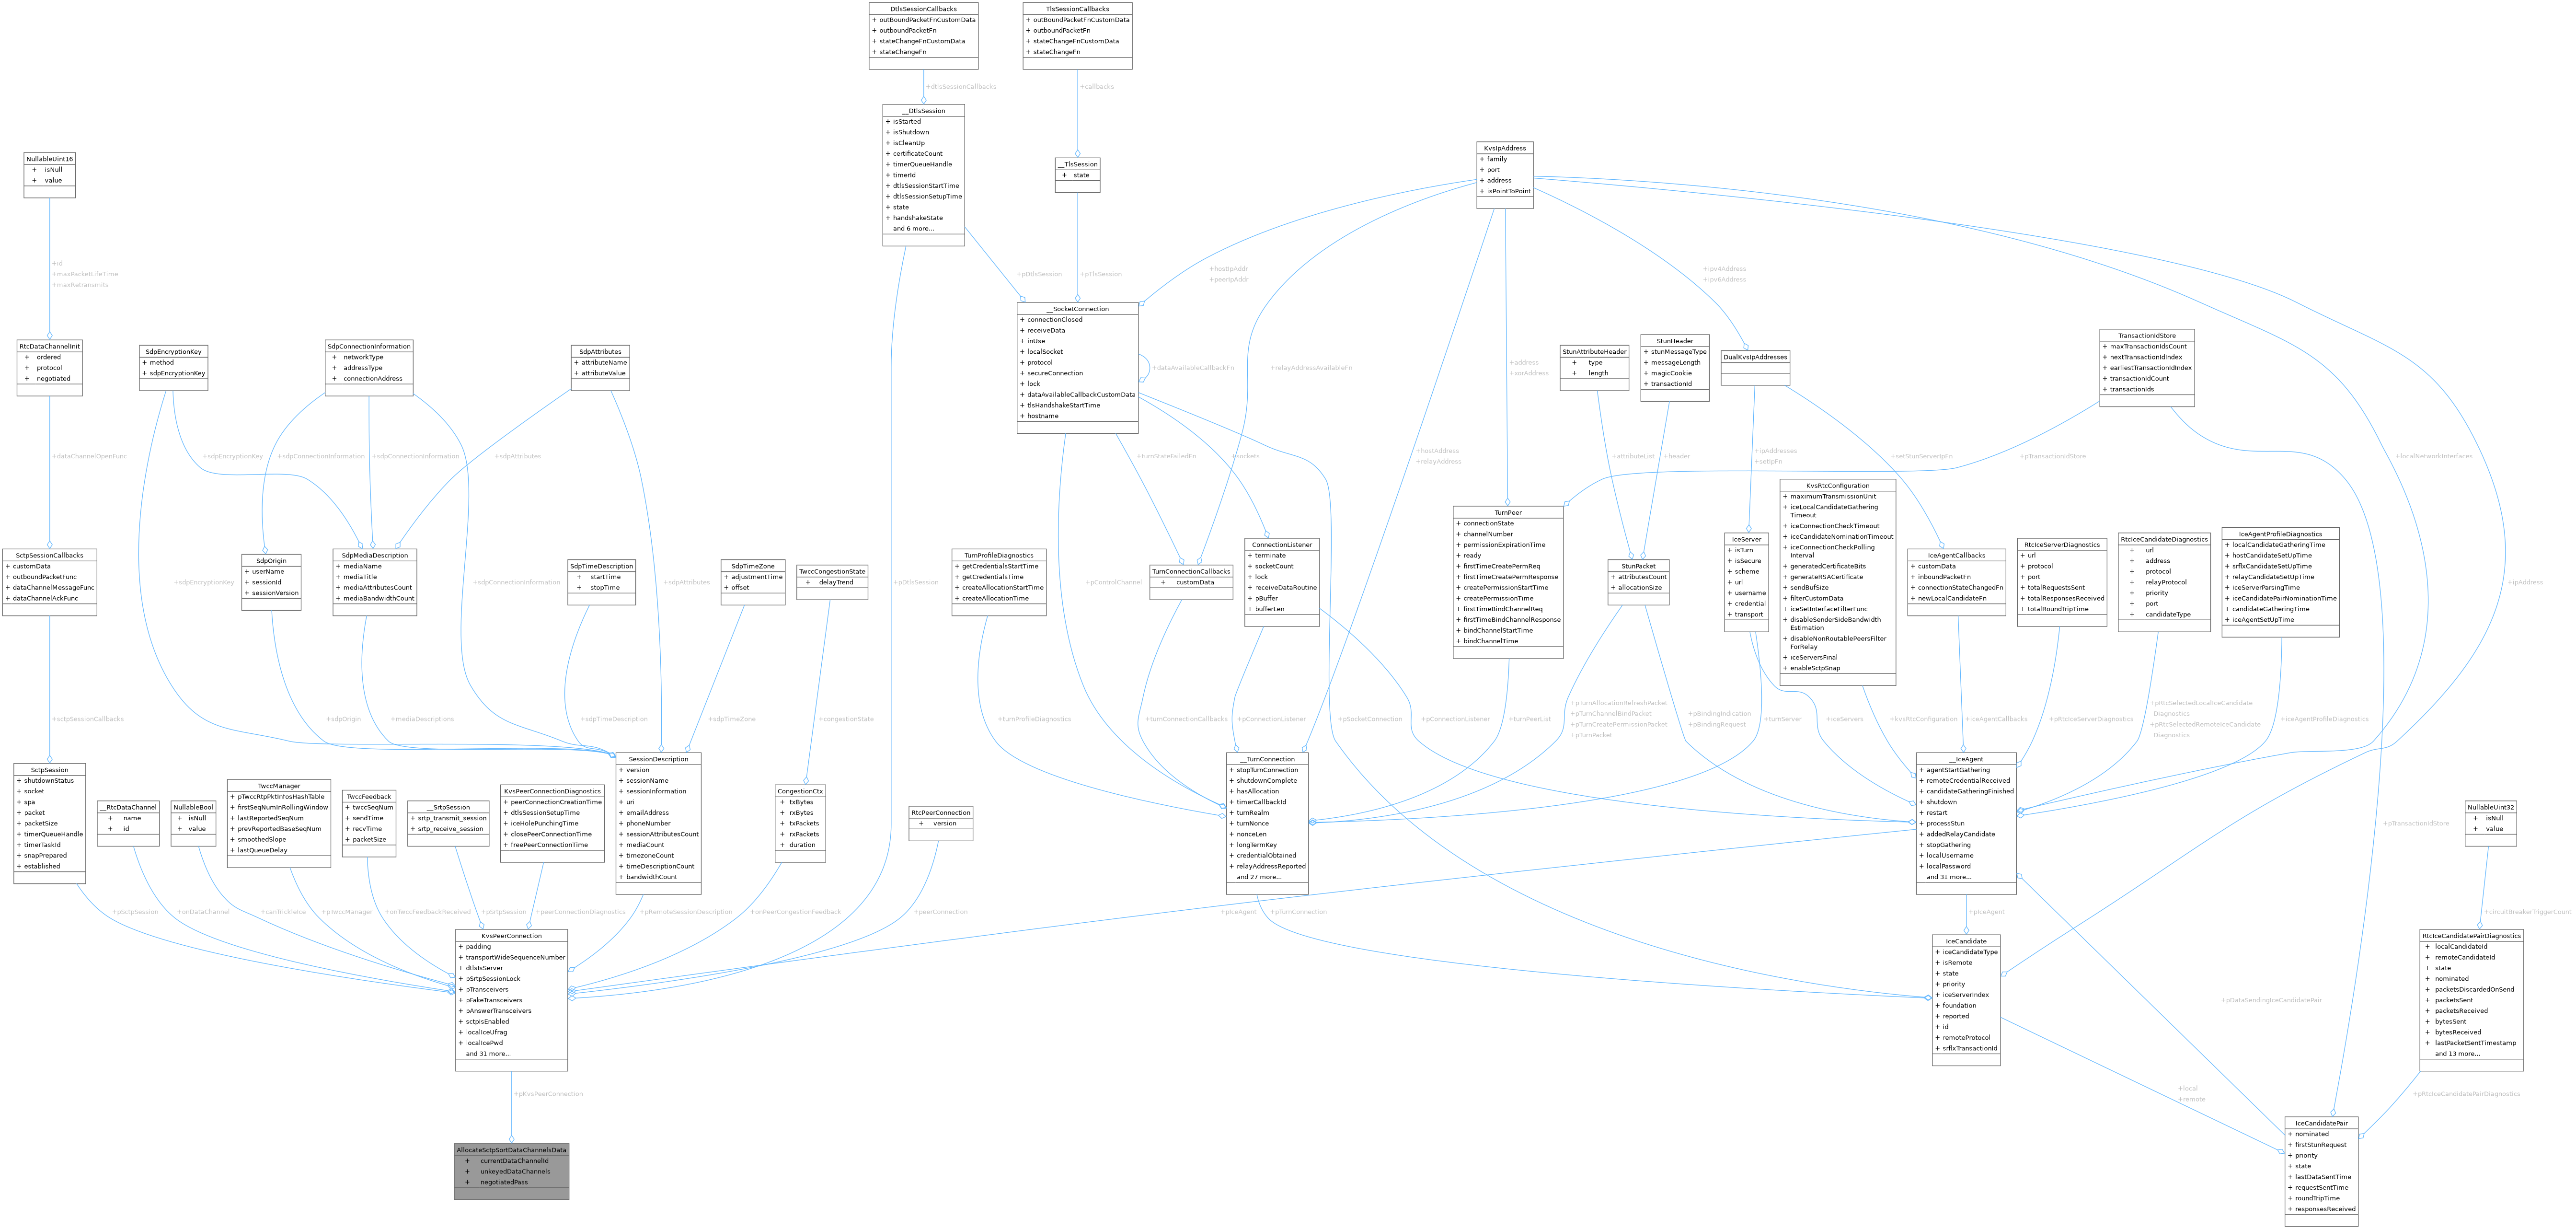 DtlsSessionCallbacks
+ outBoundPacketFnCustomData
+ outboundPacketFn
+ stateChangeFnCustomData
+ stateChangeFn
TlsSessionCallbacks
+ outBoundPacketFnCustomData
+ outboundPacketFn
+ stateChangeFnCustomData
+ stateChangeFn
+dtlsSessionCallbacks
+callbacks
__DtlsSession
+ isStarted
+ isShutdown
+ isCleanUp
+ certificateCount
+ timerQueueHandle
+ timerId
+ dtlsSessionStartTime
+ dtlsSessionSetupTime
+ state
+ handshakeState
and 6 more...
__TlsSession
+ state
KvsIpAddress
+ family
+ port
+ address
+ isPointToPoint
NullableUint16
+ isNull
+ value
+id
+maxPacketLifeTime
+maxRetransmits
+pDtlsSession
+pTlsSession
+hostIpAddr
+peerIpAddr
+ipv4Address
+ipv6Address
__SocketConnection
+ connectionClosed
+ receiveData
+ inUse
+ localSocket
+ protocol
+ secureConnection
+ lock
+ dataAvailableCallbackCustomData
+ tlsHandshakeStartTime
+ hostname
+dataAvailableCallbackFn
+relayAddressAvailableFn
+address
+xorAddress
RtcDataChannelInit
+ ordered
+ protocol
+ negotiated
SdpEncryptionKey
+ method
+ sdpEncryptionKey
SdpConnectionInformation
+ networkType
+ addressType
+ connectionAddress
SdpAttributes
+ attributeName
+ attributeValue
StunAttributeHeader
+ type
+ length
StunHeader
+ stunMessageType
+ messageLength
+ magicCookie
+ transactionId
DualKvsIpAddresses
TransactionIdStore
+ maxTransactionIdsCount
+ nextTransactionIdIndex
+ earliestTransactionIdIndex
+ transactionIdCount
+ transactionIds
+dataChannelOpenFunc
+sdpEncryptionKey
+sdpConnectionInformation
+sdpConnectionInformation
+sdpAttributes
+turnStateFailedFn
+sockets
+hostAddress
+relayAddress
+attributeList
+header
+ipAddresses
+setIpFn
+setStunServerIpFn
+pTransactionIdStore
+localNetworkInterfaces
SctpSessionCallbacks
+ customData
+ outboundPacketFunc
+ dataChannelMessageFunc
+ dataChannelAckFunc
SdpOrigin
+ userName
+ sessionId
+ sessionVersion
SdpMediaDescription
+ mediaName
+ mediaTitle
+ mediaAttributesCount
+ mediaBandwidthCount
SdpTimeDescription
+ startTime
+ stopTime
SdpTimeZone
+ adjustmentTime
+ offset
TwccCongestionState
+ delayTrend
TurnProfileDiagnostics
+ getCredentialsStartTime
+ getCredentialsTime
+ createAllocationStartTime
+ createAllocationTime
TurnConnectionCallbacks
+ customData
ConnectionListener
+ terminate
+ socketCount
+ lock
+ receiveDataRoutine
+ pBuffer
+ bufferLen
TurnPeer
+ connectionState
+ channelNumber
+ permissionExpirationTime
+ ready
+ firstTimeCreatePermReq
+ firstTimeCreatePermResponse
+ createPermissionStartTime
+ createPermissionTime
+ firstTimeBindChannelReq
+ firstTimeBindChannelResponse
+ bindChannelStartTime
+ bindChannelTime
StunPacket
+ attributesCount
+ allocationSize
IceServer
+ isTurn
+ isSecure
+ scheme
+ url
+ username
+ credential
+ transport
KvsRtcConfiguration
+ maximumTransmissionUnit
+ iceLocalCandidateGathering
Timeout
+ iceConnectionCheckTimeout
+ iceCandidateNominationTimeout
+ iceConnectionCheckPolling
Interval
+ generatedCertificateBits
+ generateRSACertificate
+ sendBufSize
+ filterCustomData
+ iceSetInterfaceFilterFunc
+ disableSenderSideBandwidth
Estimation
+ disableNonRoutablePeersFilter
ForRelay
+ iceServersFinal
+ enableSctpSnap
IceAgentCallbacks
+ customData
+ inboundPacketFn
+ connectionStateChangedFn
+ newLocalCandidateFn
RtcIceServerDiagnostics
+ url
+ protocol
+ port
+ totalRequestsSent
+ totalResponsesReceived
+ totalRoundTripTime
RtcIceCandidateDiagnostics
+ url
+ address
+ protocol
+ relayProtocol
+ priority
+ port
+ candidateType
IceAgentProfileDiagnostics
+ localCandidateGatheringTime
+ hostCandidateSetUpTime
+ srflxCandidateSetUpTime
+ relayCandidateSetUpTime
+ iceServerParsingTime
+ iceCandidatePairNominationTime
+ candidateGatheringTime
+ iceAgentSetUpTime
+sdpEncryptionKey
+sdpConnectionInformation
+sdpAttributes
+pDtlsSession
+pControlChannel
+ipAddress
+sctpSessionCallbacks
+sdpOrigin
+mediaDescriptions
+sdpTimeDescription
+sdpTimeZone
+congestionState
+turnProfileDiagnostics
+turnConnectionCallbacks
+pConnectionListener
+pSocketConnection
+pConnectionListener
+turnPeerList
+pTurnAllocationRefreshPacket
+pTurnChannelBindPacket
+pTurnCreatePermissionPacket
+pTurnPacket
+pBindingIndication
+pBindingRequest
+turnServer
+iceServers
+kvsRtcConfiguration
+iceAgentCallbacks
+pRtcIceServerDiagnostics
+pRtcSelectedLocalIceCandidate
Diagnostics
+pRtcSelectedRemoteIceCandidate
Diagnostics
+iceAgentProfileDiagnostics
SctpSession
+ shutdownStatus
+ socket
+ spa
+ packet
+ packetSize
+ timerQueueHandle
+ timerTaskId
+ snapPrepared
+ established
__RtcDataChannel
+ name
+ id
NullableBool
+ isNull
+ value
TwccManager
+ pTwccRtpPktInfosHashTable
+ firstSeqNumInRollingWindow
+ lastReportedSeqNum
+ prevReportedBaseSeqNum
+ smoothedSlope
+ lastQueueDelay
TwccFeedback
+ twccSeqNum
+ sendTime
+ recvTime
+ packetSize
__SrtpSession
+ srtp_transmit_session
+ srtp_receive_session
KvsPeerConnectionDiagnostics
+ peerConnectionCreationTime
+ dtlsSessionSetupTime
+ iceHolePunchingTime
+ closePeerConnectionTime
+ freePeerConnectionTime
SessionDescription
+ version
+ sessionName
+ sessionInformation
+ uri
+ emailAddress
+ phoneNumber
+ sessionAttributesCount
+ mediaCount
+ timezoneCount
+ timeDescriptionCount
+ bandwidthCount
CongestionCtx
+ txBytes
+ rxBytes
+ txPackets
+ rxPackets
+ duration
RtcPeerConnection
+ version
__TurnConnection
+ stopTurnConnection
+ shutdownComplete
+ hasAllocation
+ timerCallbackId
+ turnRealm
+ turnNonce
+ nonceLen
+ longTermKey
+ credentialObtained
+ relayAddressReported
and 27 more...
__IceAgent
+ agentStartGathering
+ remoteCredentialReceived
+ candidateGatheringFinished
+ shutdown
+ restart
+ processStun
+ addedRelayCandidate
+ stopGathering
+ localUsername
+ localPassword
and 31 more...
+pTransactionIdStore
NullableUint32
+ isNull
+ value
+pSctpSession
+onDataChannel
+canTrickleIce
+pTwccManager
+onTwccFeedbackReceived
+pSrtpSession
+peerConnectionDiagnostics
+pRemoteSessionDescription
+onPeerCongestionFeedback
+peerConnection
+pIceAgent
+pTurnConnection
+pIceAgent
+circuitBreakerTriggerCount
KvsPeerConnection
+ padding
+ transportWideSequenceNumber
+ dtlsIsServer
+ pSrtpSessionLock
+ pTransceivers
+ pFakeTransceivers
+ pAnswerTransceivers
+ sctpIsEnabled
+ localIceUfrag
+ localIcePwd
and 31 more...
IceCandidate
+ iceCandidateType
+ isRemote
+ state
+ priority
+ iceServerIndex
+ foundation
+ reported
+ id
+ remoteProtocol
+ srflxTransactionId
+pDataSendingIceCandidatePair
RtcIceCandidatePairDiagnostics
+ localCandidateId
+ remoteCandidateId
+ state
+ nominated
+ packetsDiscardedOnSend
+ packetsSent
+ packetsReceived
+ bytesSent
+ bytesReceived
+ lastPacketSentTimestamp
and 13 more...
+pKvsPeerConnection
+local
+remote
+pRtcIceCandidatePairDiagnostics
AllocateSctpSortDataChannelsData
+ currentDataChannelId
+ unkeyedDataChannels
+ negotiatedPass
IceCandidatePair
+ nominated
+ firstStunRequest
+ priority
+ state
+ lastDataSentTime
+ requestSentTime
+ roundTripTime
+ responsesReceived